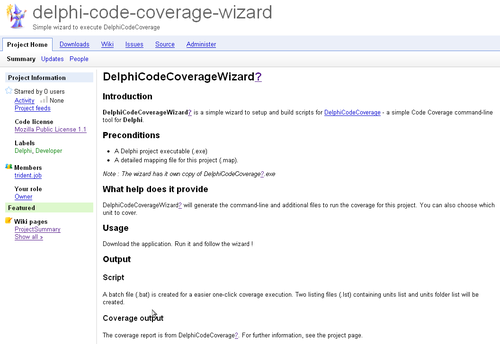 delphi-code-coverage-wizard
Simple wizard to execute DelphiCodeCoverage
Project Home Downloads Wiki Issues Source Administer
Summary Updates People
Project Information
Starred by 0 users
Activity None
Project feeds
Code license
Mozilla Public License 1.1
Labels
Delphi, Developer
Members
trident.job
Your role
Owner
Featured
Wiki pages
ProjectSummary
Show all »
DelphiCodeCoverageWizard?
Introduction
DelphiCodeCoverageWizard? is a simple wizard to setup and build scripts for DelphiCodeCoverage - a simple Code Coverage command-line
tool for Delphi.
Preconditions
• A Delphi project executable (.exe)
• A detailed mapping file for this project (.map).
Note : The wizard has it own copy of DelphiCodeCoverage?.exe
What help does it provide
DelphiCodeCoverageWizard? will generate the command-line and additional files to run the coverage for this project. You can also choose which
unit to cover.
Usage
Download the application. Run it and follow the wizard !
Output
Script
A batch file (.bat) is created for a easier one-click coverage execution. Two listing files (.lst) containing units list and units folder list will be
created.
Coverage output
The coverage report is from DelphiCodeCoverage?. For further information, see the project page.